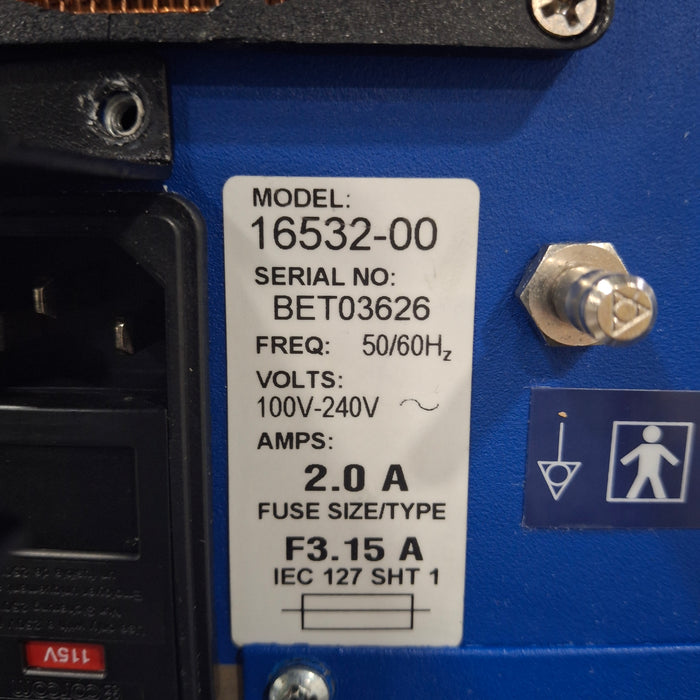 MODEL:
16532-00
SERIAL NO:
BET03626
FREQ: 50/60Hz
VOLTS:
100V-240V ~
AMPS:
2.0 A
FUSE SIZE/TYPE
F3.15 A
IEC 127 SHT 1
115V